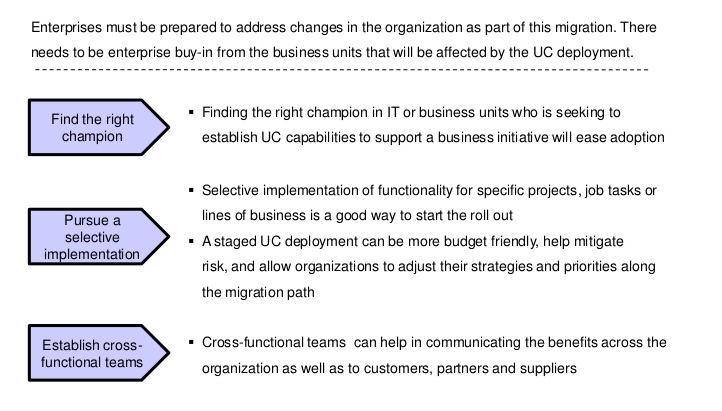 Enterprises must be prepared to address changes in the organization as part of this migration. There
needs to be enterprise buy-in from the business units that will be affected by the UC deployment.
Find the right
champion
▪ Finding the right champion in IT or business units who is seeking to
establish UC capabilities to support a business initiative will ease adoption
Pursue a
selective
implementation
▪ Selective implementation of functionality for specific projects, job tasks or
lines of business is a good way to start the roll out
▪ A staged UC deployment can be more budget friendly, help mitigate
risk, and allow organizations to adjust their strategies and priorities along
the migration path
Establish cross-
functional teams
▪ Cross-functional teams  can help in communicating the benefits across the
organization as well as to customers, partners and suppliers